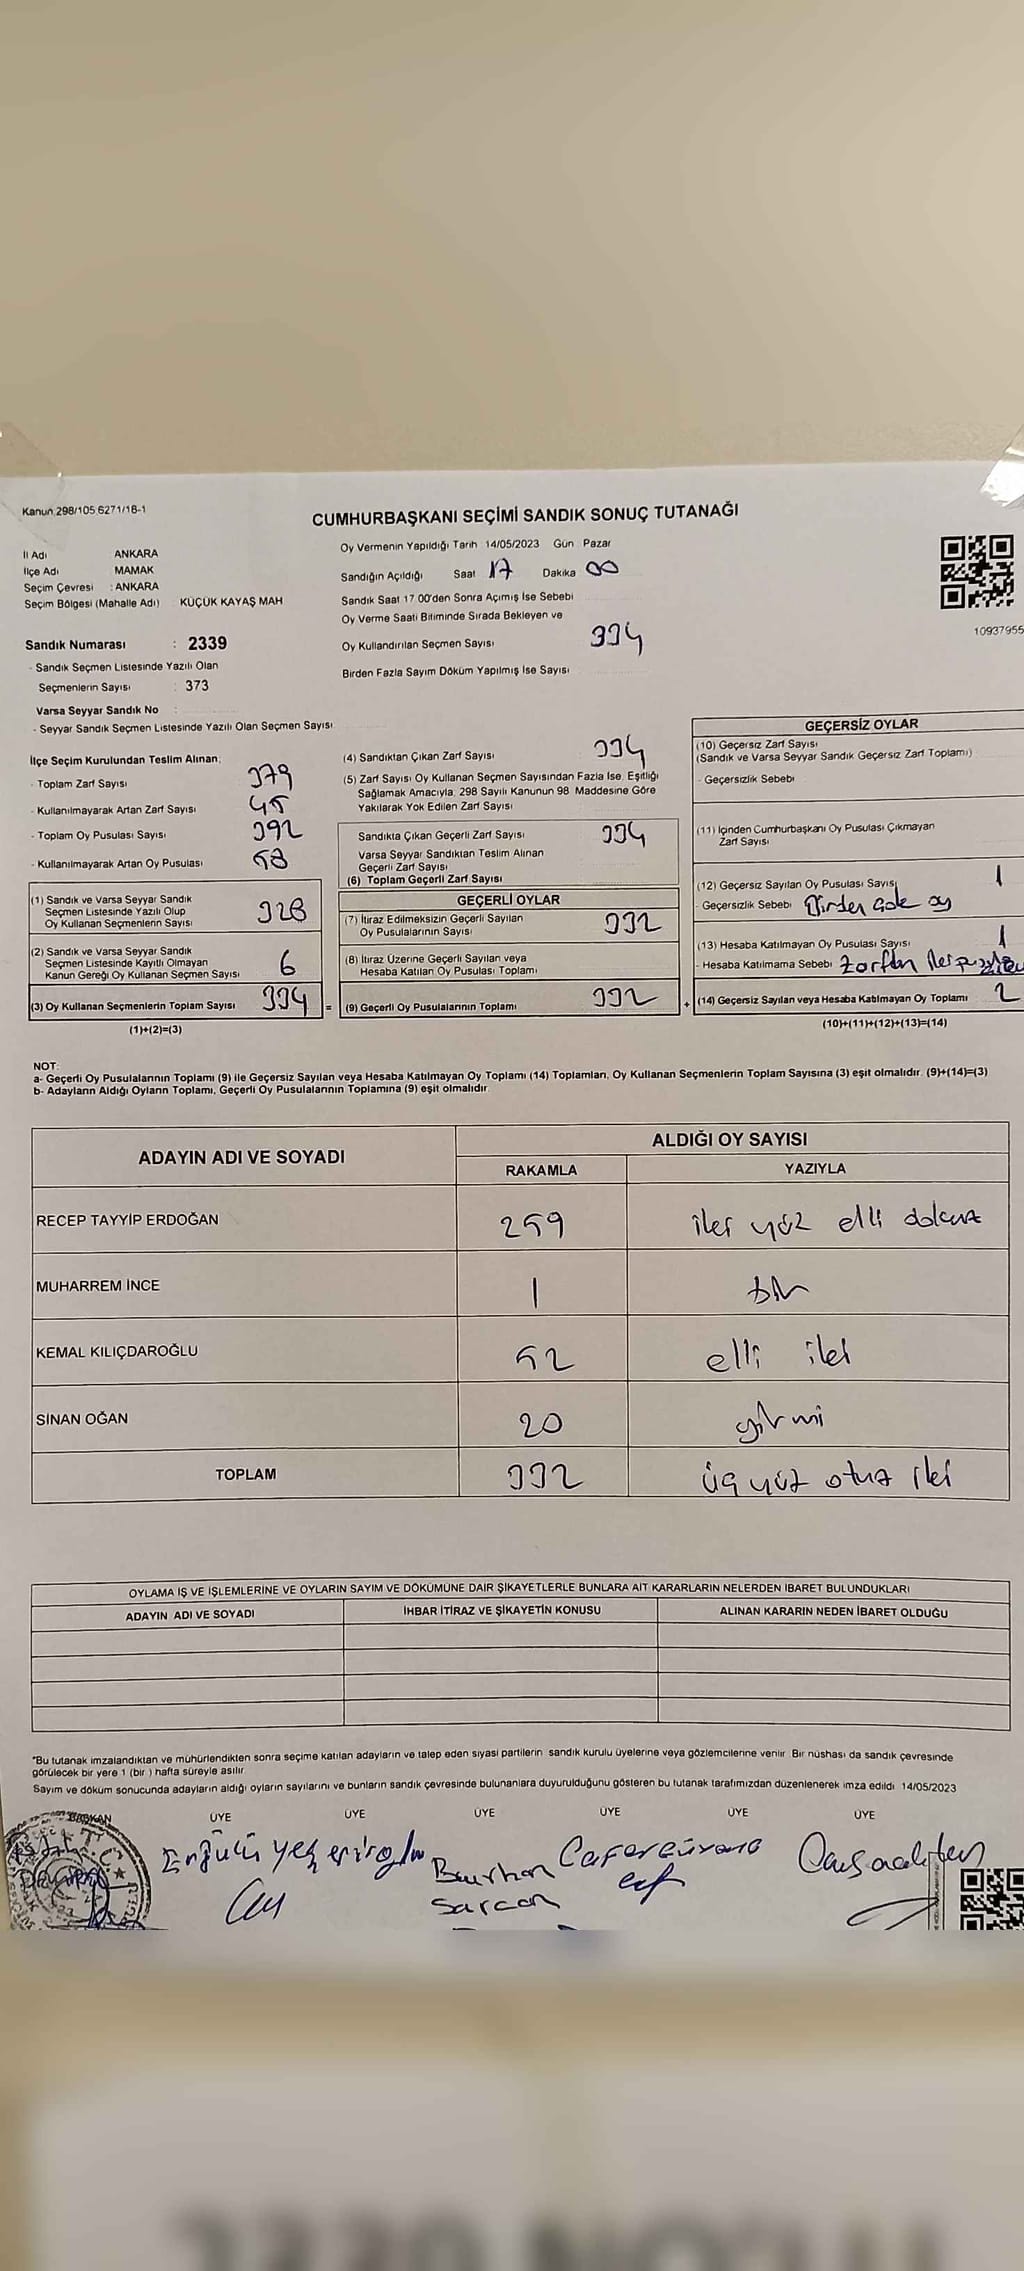 Kanun 298/105 6271/18-1
CUMHURBAŞKANI SEÇİMİ SANDIK SONUÇ TUTANAĞI
İl Adı ANKARA
İlçe Adı MAMAK
Seçim Çevresi : ANKARA
Seçim Bölgesi (Mahalle Adı) KÜÇÜK KAYAŞ MAH
Sandık Numarası : 2339
- Sandık Seçmen Listesinde Yazılı Olan
Seçmenlerin Sayısı : 373
Varsa Seyyar Sandık No :
- Seyyar Sandık Seçmen Listesinde Yazılı Olan Seçmen Sayısı
Oy Vermenin Yapıldığı Tarih 14/05/2023 Gün Pazar
Sandığın Açıldığı Saat 17 Dakika 00
Sandık Saat 17 00'den Sonra Açımış İse Sebebi
Oy Verme Saati Bitiminde Sırada Bekleyen ve
Oy Kullandırılan Seçmen Sayısı 334
Birden Fazla Sayım Döküm Yapılmış İse Sayısı
10937955
İlçe Seçim Kurulundan Teslim Alınan;
- Toplam Zarf Sayısı 379
- Kullanılmayarak Artan Zarf Sayısı 45
- Toplam Oy Pusulası Sayısı 392
- Kullanılmayarak Artan Oy Pusulası 58
(1) Sandık ve Varsa Seyyar Sandık
Seçmen Listesinde Yazılı Olup
Oy Kullanan Seçmenlerin Sayısı 328
(2) Sandık ve Varsa Seyyar Sandık
Seçmen Listesinde Kayıtlı Olmayan
Kanun Gereği Oy Kullanan Seçmen Sayısı 6
(3) Oy Kullanan Seçmenlerin Toplam Sayısı 334 =
(1)+(2)=(3)
(4) Sandıktan Çıkan Zarf Sayısı 334
(5) Zarf Sayısı Oy Kullanan Seçmen Sayısından Fazla İse, Eşitliği
Sağlamak Amacıyla, 298 Sayılı Kanunun 98 Maddesine Göre
Yakılarak Yok Edilen Zarf Sayısı
Sandıkta Çıkan Geçerli Zarf Sayısı 334
Varsa Seyyar Sandıktan Teslim Alınan
Geçerli Zarf Sayısı
(6) Toplam Geçerli Zarf Sayısı
GEÇERLİ OYLAR
(7) İtiraz Edilmeksizin Geçerli Sayılan
Oy Pusulalarının Sayısı 332
(8) İtiraz Üzerine Geçerli Sayılan veya
Hesaba Katılan Oy Pusulası Toplamı
(9) Geçerli Oy Pusulalarının Toplamı 332 +
GEÇERSİZ OYLAR
(10) Geçersiz Zarf Sayısı
(Sandık ve Varsa Seyyar Sandık Geçersiz Zarf Toplamı)
- Geçersizlik Sebebi
(11) İçinden Cumhurbaşkanı Oy Pusulası Çıkmayan
Zarf Sayısı
(12) Geçersiz Sayılan Oy Pusulası Sayısı 1
- Geçersizlik Sebebi Birden çok oy
(13) Hesaba Katılmayan Oy Pusulası Sayısı 1
- Hesaba Katılmama Sebebi zarftan
(14) Geçersiz Sayılan veya Hesaba Katılmayan Oy Toplamı 2
(10)+(11)+(12)+(13)=(14)
NOT:
a- Geçerli Oy Pusulalarının Toplamı (9) ile Geçersiz Sayılan veya Hesaba Katılmayan Oy Toplamı (14) Toplamları, Oy Kullanan Seçmenlerin Toplam Sayısına (3) eşit olmalıdır. (9)+(14)=(3)
b- Adayların Aldığı Oyların Toplamı, Geçerli Oy Pusulalarının Toplamına (9) eşit olmalıdır
ADAYIN ADI VE SOYADI ALDIĞI OY SAYISI
RAKAMLA YAZIYLA
RECEP TAYYİP ERDOĞAN 259 iki yüz elli dokuz
MUHARREM İNCE 1 bir
KEMAL KILIÇDAROĞLU 52 elli iki
SİNAN OĞAN 20 yirmi
TOPLAM 332 üç yüz otuz iki
OYLAMA İŞ VE İŞLEMLERİNE VE OYLARIN SAYIM VE DÖKÜMÜNE DAİR ŞİKAYETLERLE BUNLARA AİT KARARLARIN NELERDEN İBARET BULUNDUKLARI
ADAYIN ADI VE SOYADI İHBAR İTİRAZ VE ŞİKAYETİN KONUSU ALINAN KARARIN NEDEN İBARET OLDUĞU
*Bu tutanak imzalandıktan ve mühürlendikten sonra seçime katılan adayların ve talep eden siyasi partilerin sandık kurulu üyelerine veya gözlemcilerine verilir. Bir nüshası da sandık çevresinde
görülecek bir yere 1 (bir ) hafta süreyle asılır
Sayım ve döküm sonucunda adayların aldığı oyların sayılarını ve bunların sandık çevresinde bulunanlara duyurulduğunu gösteren bu tutanak tarafımızdan düzenlenerek imza edildi 14/05/2023
BAŞKAN ÜYE ÜYE ÜYE ÜYE ÜYE ÜYE
Burhan
Sarcan